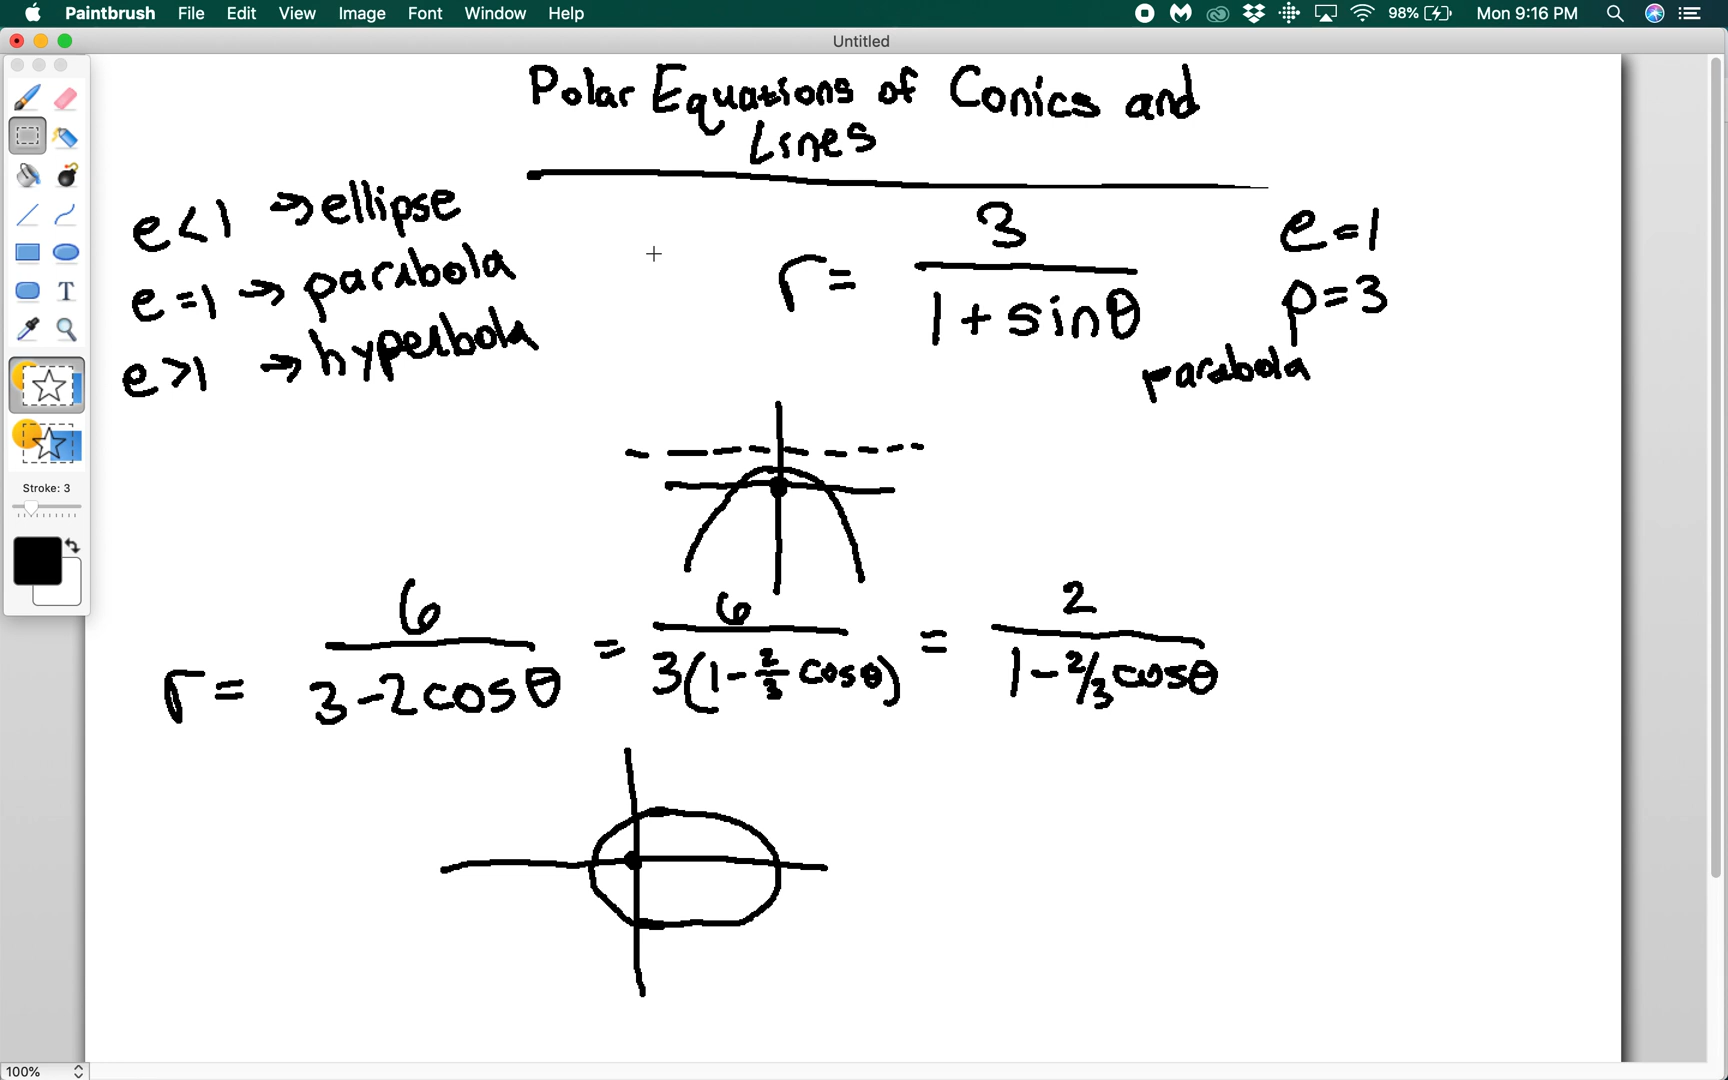 Paintbrush File Edit View Image Font Window Help 98% Mon 9:16 PM
Untitled
Polar Equations of Conics and
Lines
e<1 → ellipse
e=1 → parabola
e>1 → hyperbola
r= 3 / 1+sinθ
e=1
p=3
parabola
r= 6 / 3-2cosθ = 6 / 3(1-2/3 cosθ) = 2 / 1-2/3cosθ
T
Stroke: 3
100%